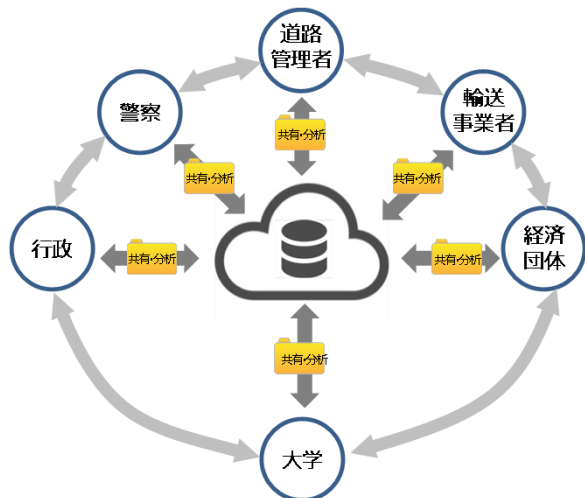 道路
管理者
警察
輸送
事業者
共有・分析
共有・分析
共有・分析
行政
共有・分析
共有・分析
経済
団体
共有・分析
大学